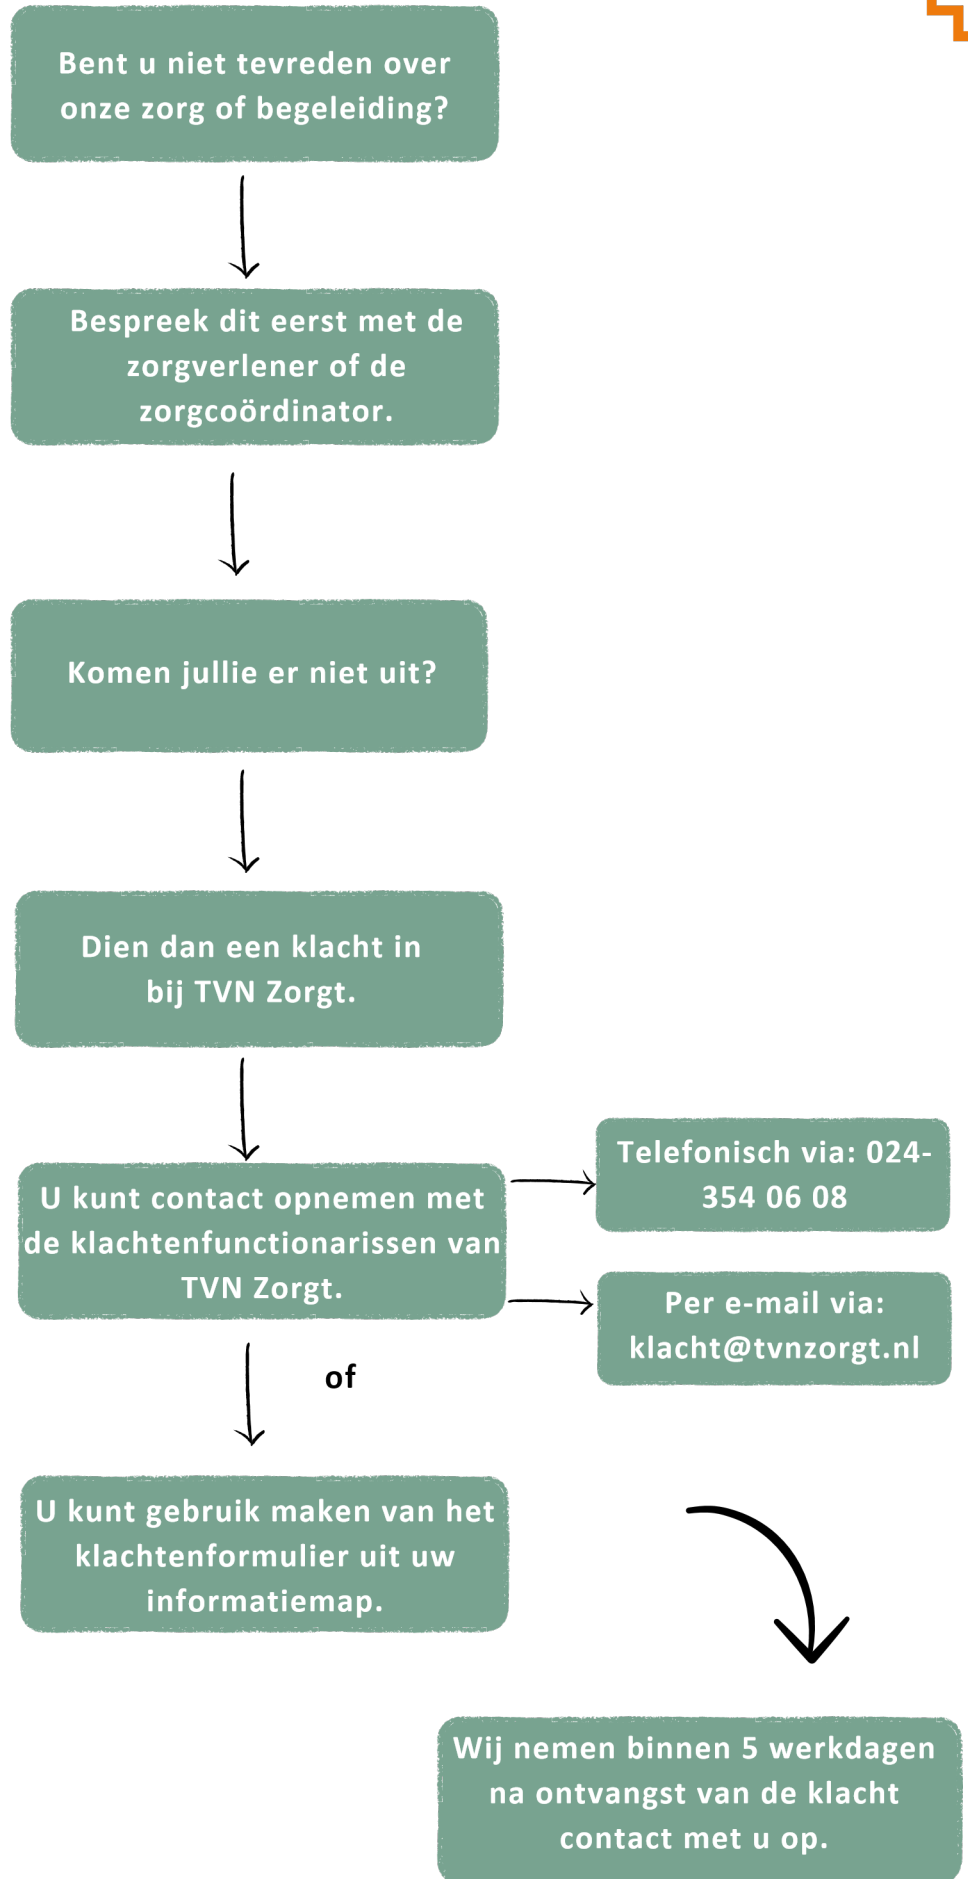 Bent u niet tevreden over
onze zorg of begeleiding?
Bespreek dit eerst met de
zorgverlener of de
zorgcoördinator.
Komen jullie er niet uit?
Dien dan een klacht in
bij TVN Zorgt.
U kunt contact opnemen met
de klachtenfunctionarissen van
TVN Zorgt.
Telefonisch via: 024-
354 06 08
Per e-mail via:
klacht@tvnzorgt.nl
of
U kunt gebruik maken van het
klachtenformulier uit uw
informatiemap.
Wij nemen binnen 5 werkdagen
na ontvangst van de klacht
contact met u op.